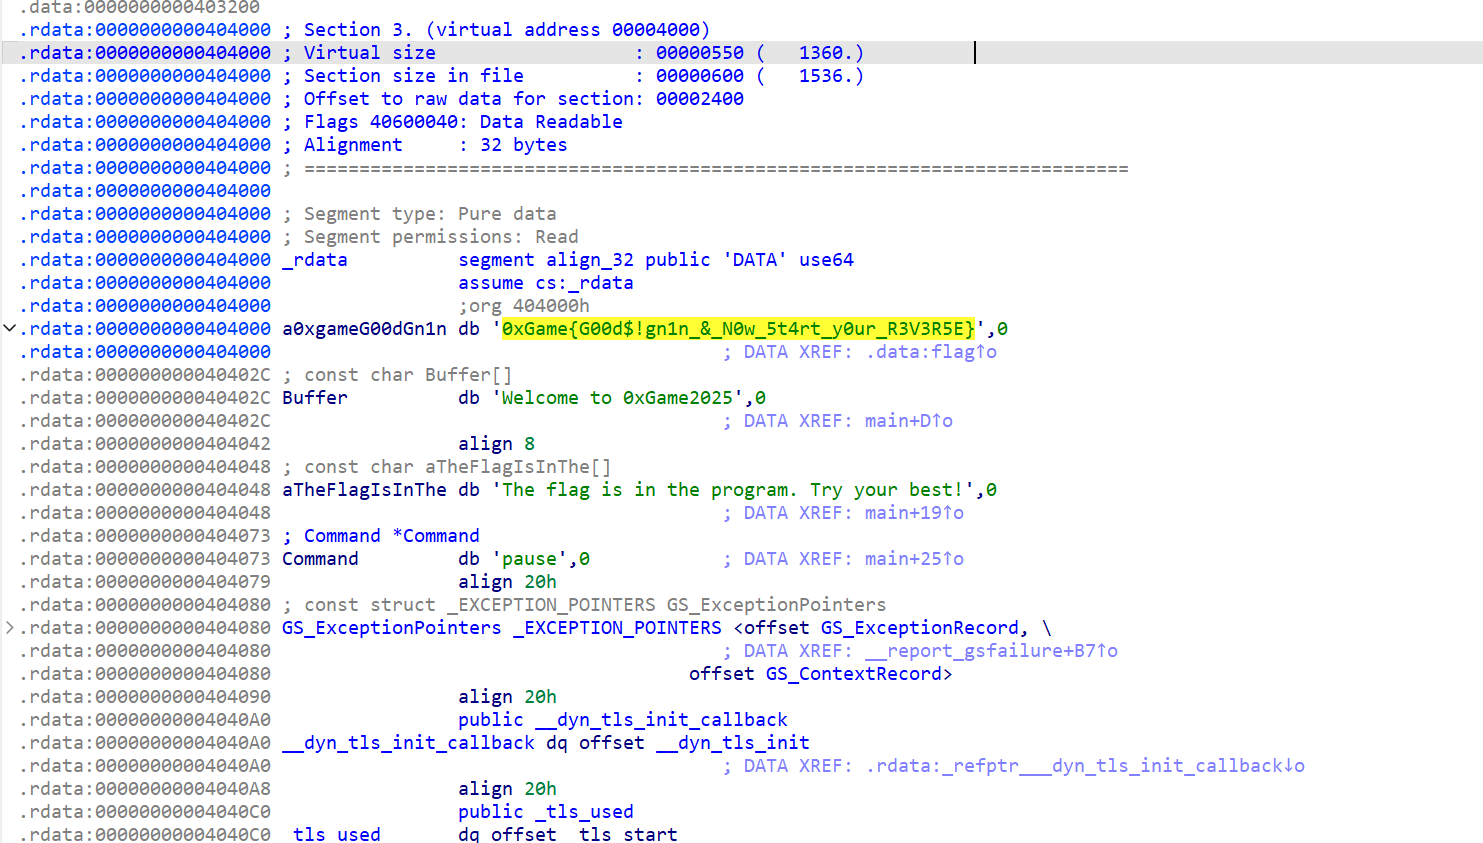 .data:0000000000403200
.rdata:0000000000404000 ; Section 3. (virtual address 00004000)
.rdata:0000000000404000 ; Virtual size                  : 00000550 (   1360.)
.rdata:0000000000404000 ; Section size in file          : 00000600 (   1536.)
.rdata:0000000000404000 ; Offset to raw data for section: 00002400
.rdata:0000000000404000 ; Flags 40600040: Data Readable
.rdata:0000000000404000 ; Alignment     : 32 bytes
.rdata:0000000000404000 ; ===========================================================================
.rdata:0000000000404000
.rdata:0000000000404000 ; Segment type: Pure data
.rdata:0000000000404000 ; Segment permissions: Read
.rdata:0000000000404000 _rdata          segment align_32 public 'DATA' use64
.rdata:0000000000404000                 assume cs:_rdata
.rdata:0000000000404000                 ;org 404000h
.rdata:0000000000404000 a0xgameG00dGn1n db '0xGame{G00d$!gn1n_&_N0w_5t4rt_y0ur_R3V3R5E}',0
.rdata:0000000000404000                                         ; DATA XREF: .data:flag↑o
.rdata:000000000040402C ; const char Buffer[]
.rdata:000000000040402C Buffer          db 'Welcome to 0xGame2025',0
.rdata:000000000040402C                                         ; DATA XREF: main+D↑o
.rdata:0000000000404042                 align 8
.rdata:0000000000404048 ; const char aTheFlagIsInThe[]
.rdata:0000000000404048 aTheFlagIsInThe db 'The flag is in the program. Try your best!',0
.rdata:0000000000404048                                         ; DATA XREF: main+19↑o
.rdata:0000000000404073 ; Command *Command
.rdata:0000000000404073 Command         db 'pause',0            ; DATA XREF: main+25↑o
.rdata:0000000000404079                 align 20h
.rdata:0000000000404080 ; const struct _EXCEPTION_POINTERS GS_ExceptionPointers
.rdata:0000000000404080 GS_ExceptionPointers _EXCEPTION_POINTERS <offset GS_ExceptionRecord, \
.rdata:0000000000404080                                         ; DATA XREF: __report_gsfailure+B7↑o
.rdata:0000000000404080                                      offset GS_ContextRecord>
.rdata:0000000000404090                 align 20h
.rdata:00000000004040A0                 public __dyn_tls_init_callback
.rdata:00000000004040A0 __dyn_tls_init_callback dq offset __dyn_tls_init
.rdata:00000000004040A0                                         ; DATA XREF: .rdata:_refptr___dyn_tls_init_callback↓o
.rdata:00000000004040A8                 align 20h
.rdata:00000000004040C0                 public _tls_used
.rdata:00000000004040C0 _tls_used       dq offset _tls_start